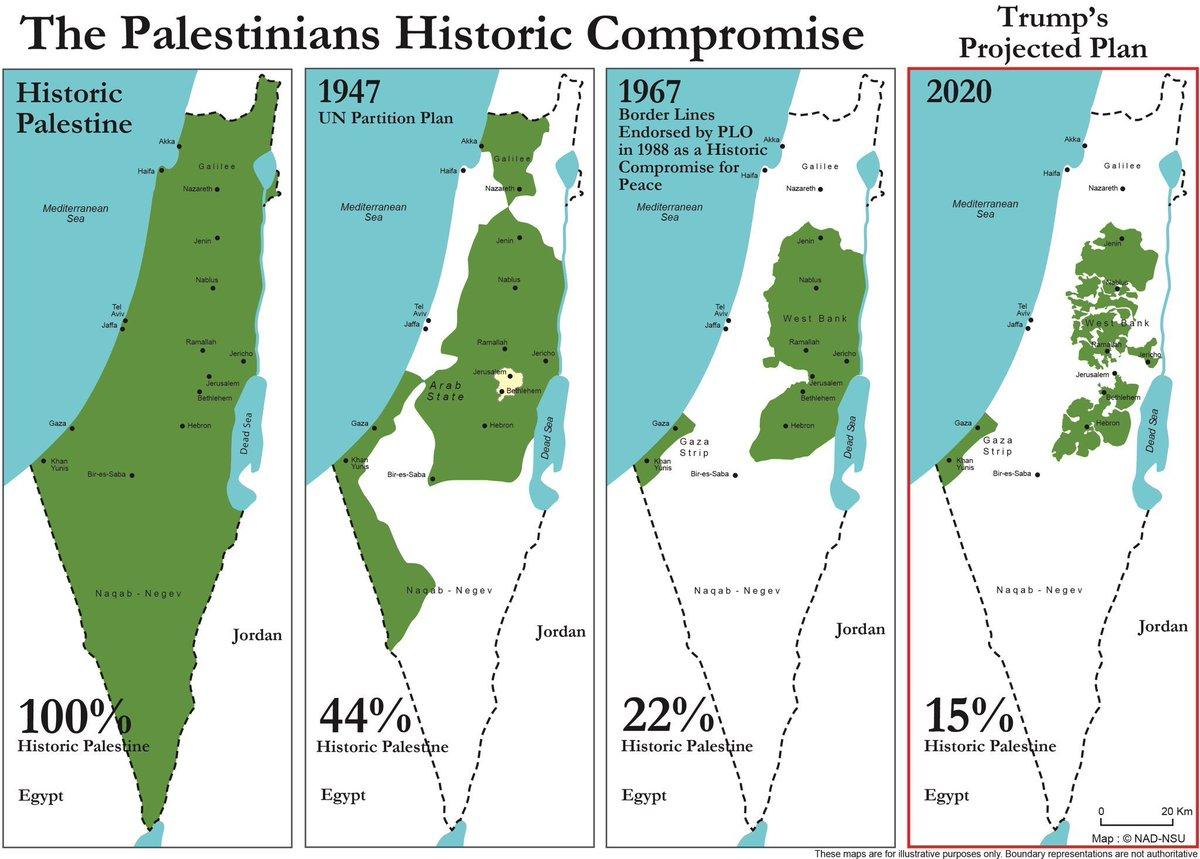 The Palestinians Historic Compromise
Trump's
Projected Plan
Historic
Palestine
Akka
Haifa
Galilee
Nazareth
Mediterranean
Sea
Jenin
Nablus
Tel
Aviv
Jaffa
Ramallah
Jericho
Jerusalem
Bethlehem
Gaza
Hebron
Dead Sea
Khan
Yunis
Bir-es-Saba
Naqab - Negev
Jordan
100%
Historic Palestine
Egypt
1947
UN Partition Plan
Akka
Galilee
Haifa
Nazareth
Mediterranean
Sea
Jenin
Nablus
Tel
Aviv
Jaffa
Ramallah
Jericho
Jerusalem
Arab
State
Bethlehem
Gaza
Hebron
Dead Sea
Khan
Yunis
Bir-es-Saba
Naqab - Negev
Jordan
44%
Historic Palestine
Egypt
1967
Border Lines
Endorsed by PLO
in 1988 as a Historic
Compromise for
Peace
Akka
Galilee
Haifa
Nazareth
Mediterranean
Sea
Jenin
Nablus
Tel
Aviv
Jaffa
West Bank
Ramallah
Jericho
Jerusalem
Bethlehem
Gaza
Gaza
Strip
Hebron
Dead Sea
Khan
Yunis
Bir-es-Saba
Naqab - Negev
Jordan
22%
Historic Palestine
Egypt
2020
Akka
Galilee
Haifa
Nazareth
Mediterranean
Sea
Jenin
Nablus
Tel
Aviv
Jaffa
West Bank
Ramallah
Jericho
Jerusalem
Bethlehem
Gaza
Gaza
Strip
Hebron
Dead Sea
Khan
Yunis
Bir-es-Saba
Naqab - Negev
Jordan
15%
Historic Palestine
Egypt
0 20 Km
Map : © NAD-NSU
These maps are for illustrative purposes only. Boundary representations are not authoritative